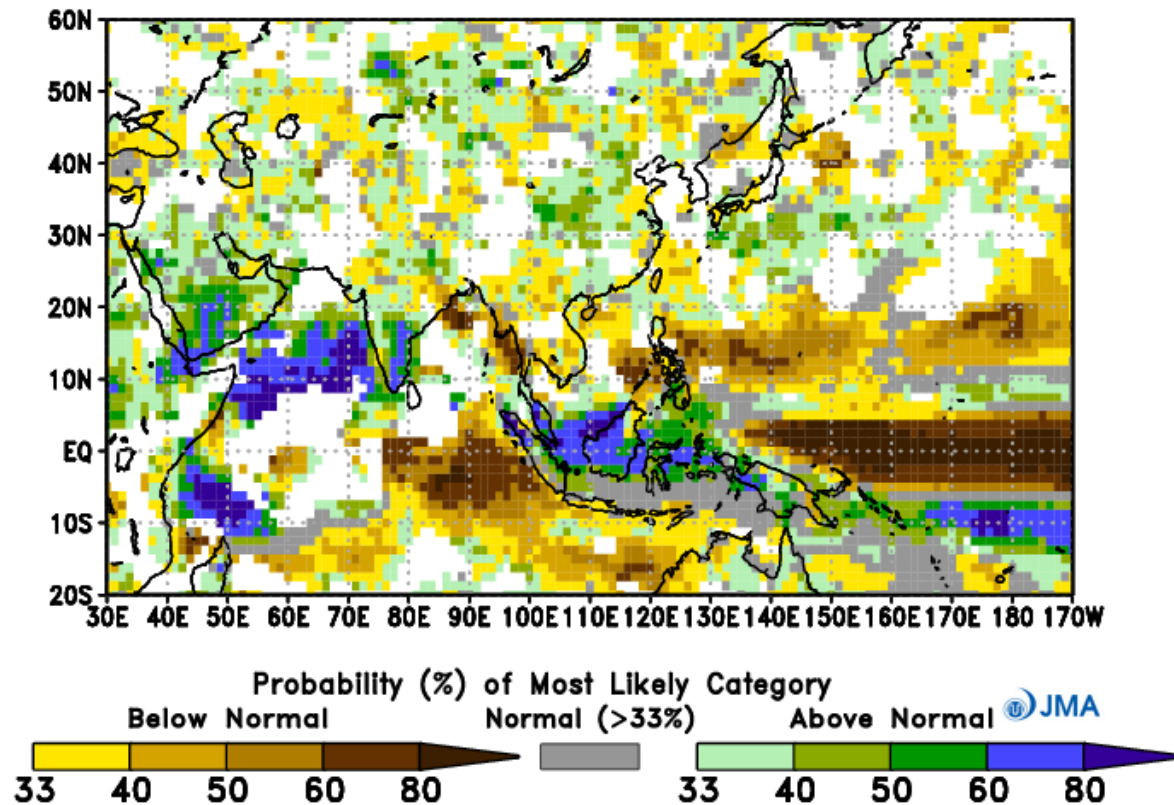 60N
50N
40N
30N
20N
10N
EQ
10S
20S
30E 40E 50E 60E 70E 80E 90E 100E 110E 120E 130E 140E 150E 160E 170E 180 170W
Probability (%) of Most Likely Category
Below Normal Normal (>33%) Above Normal JMA
33 40 50 60 80 33 40 50 60 80